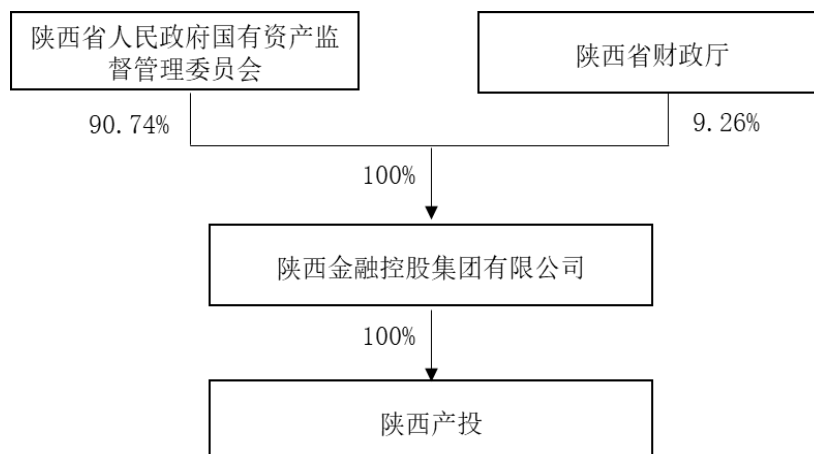 陕西省人民政府国有资产监
督管理委员会
陕西省财政厅
90.74%
9.26%
100%
陕西金融控股集团有限公司
100%
陕西产投